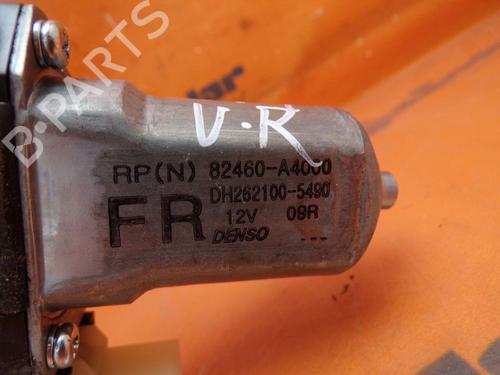 B-PARTS
V.R
RP(N) 82460-A4000
DH262100-5490
FR
12V 09R
DENSO ---